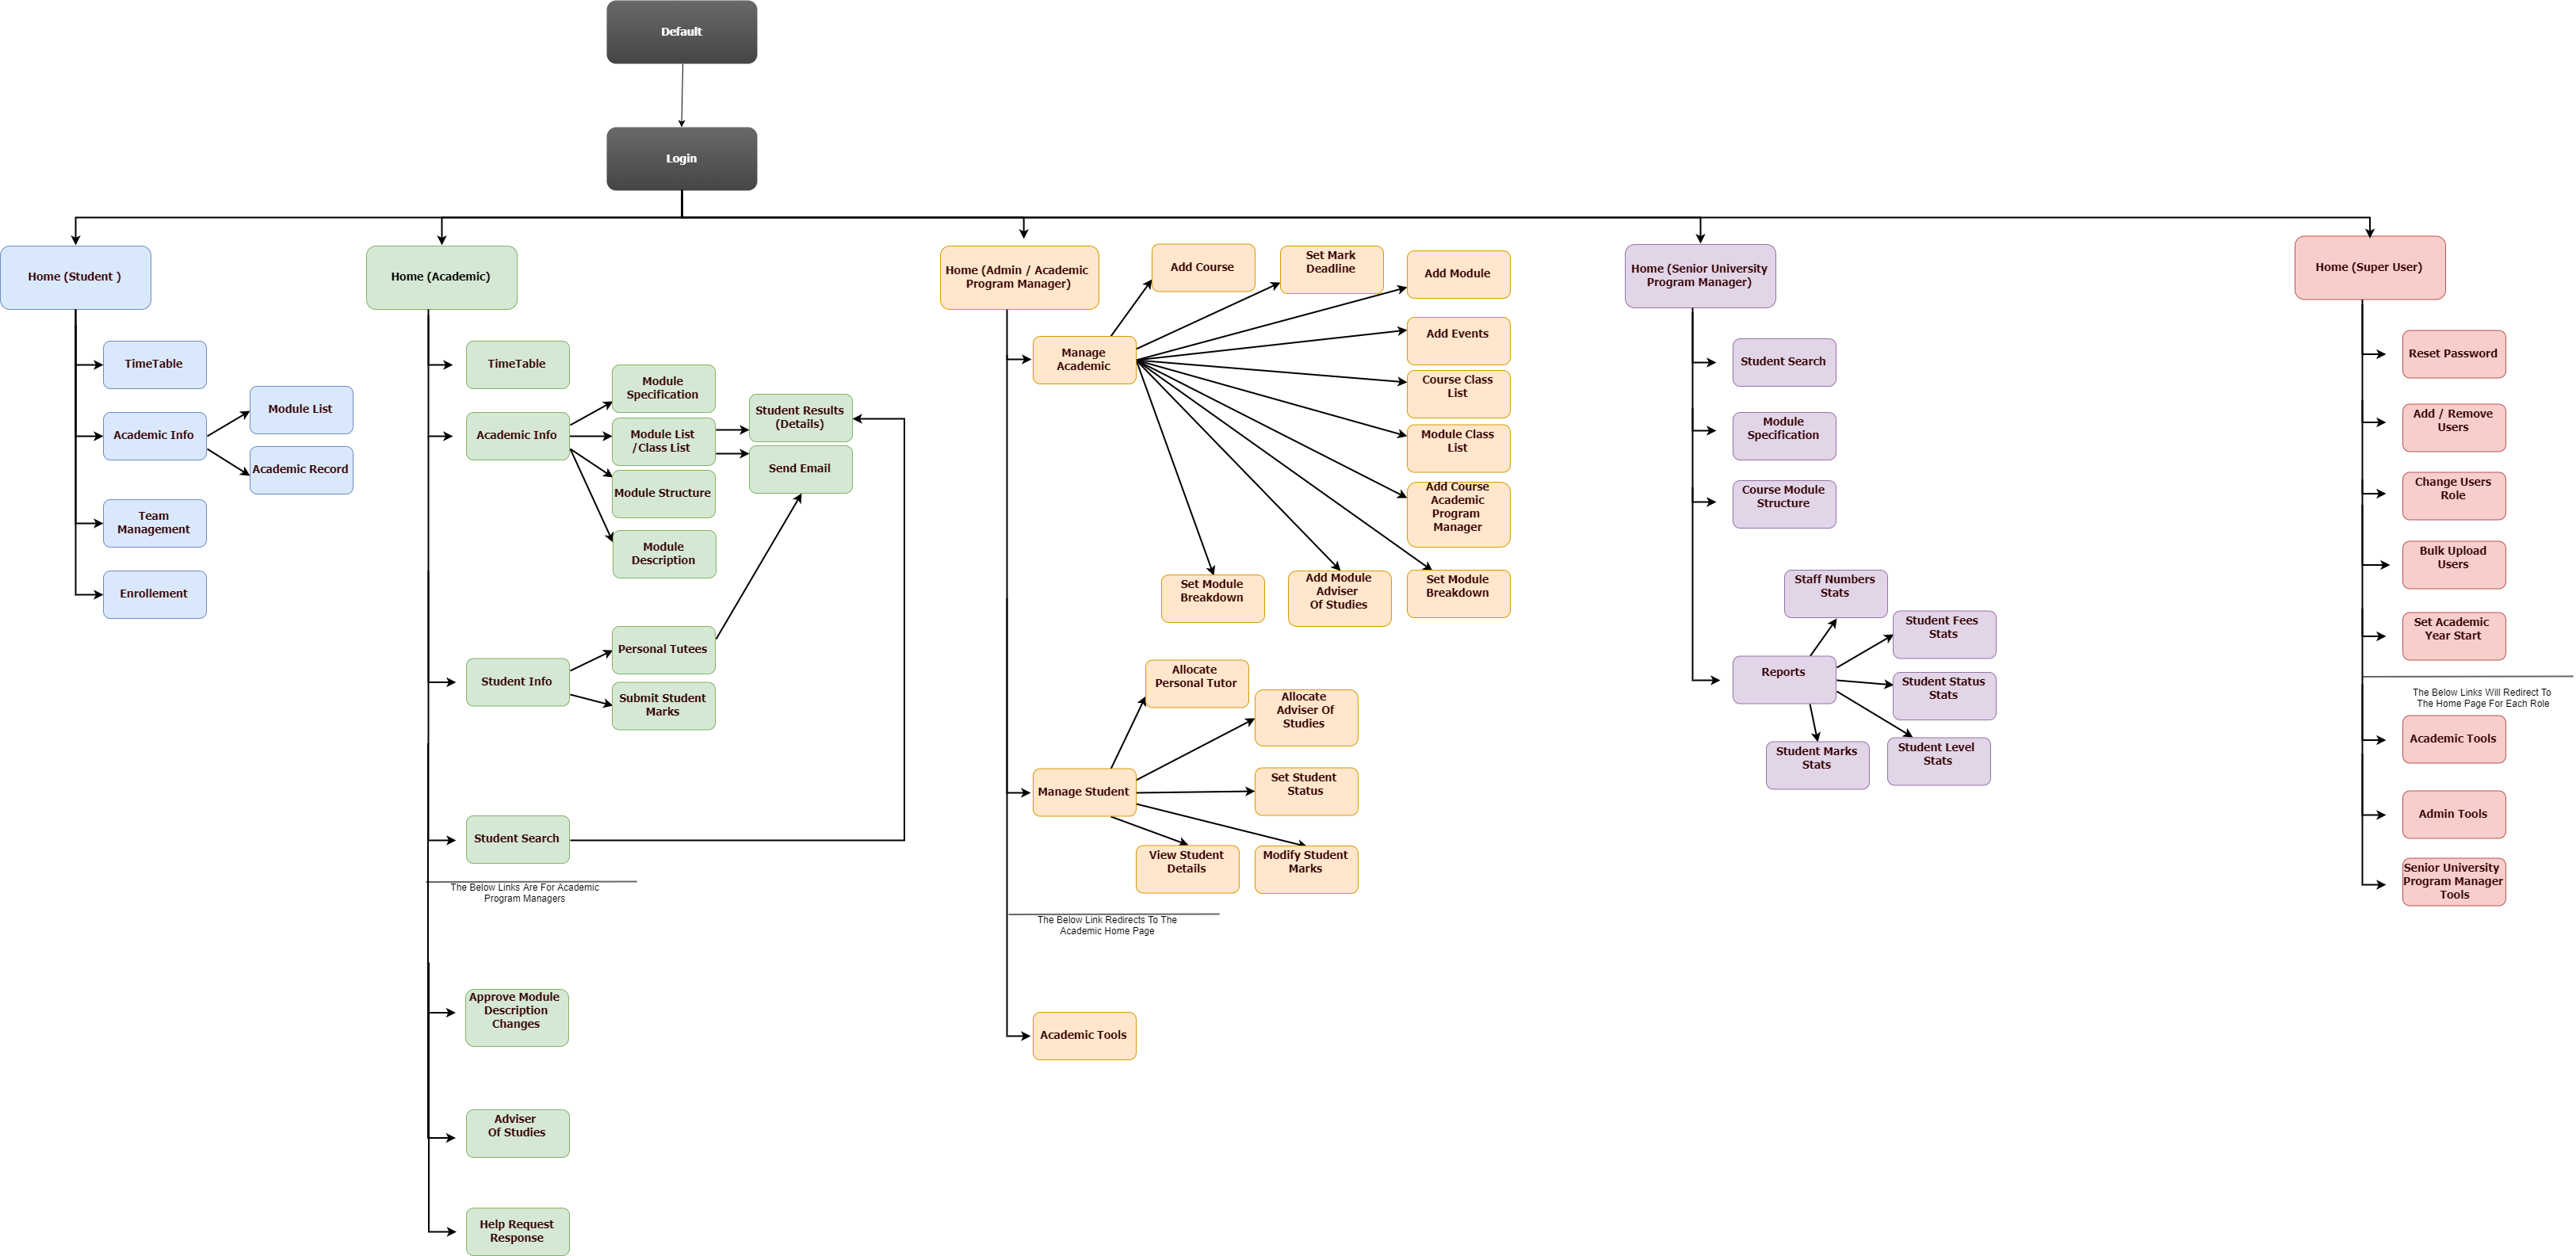 Default
Login
Home (Student )
TimeTable
Academic Info
Module List
Academic Record
Team
Management
Enrollement
Home (Academic)
TimeTable
Academic Info
Module
Specification
Module List
/Class List
Module Structure
Module
Description
Student Results
(Details)
Send Email
Student Info
Personal Tutees
Submit Student
Marks
Student Search
The Below Links Are For Academic
Program Managers
Approve Module
Description
Changes
Adviser
Of Studies
Help Request
Response
Home (Admin / Academic
Program Manager)
Manage
Academic
Add Course
Set Mark
Deadline
Add Module
Add Events
Course Class
List
Module Class
List
Add Course
Academic
Program
Manager
Set Module
Breakdown
Add Module
Adviser
Of Studies
Set Module
Breakdown
Manage Student
Allocate
Personal Tutor
Allocate
Adviser Of
Studies
Set Student
Status
View Student
Details
Modify Student
Marks
The Below Link Redirects To The
Academic Home Page
Academic Tools
Home (Senior University
Program Manager)
Student Search
Module
Specification
Course Module
Structure
Reports
Staff Numbers
Stats
Student Fees
Stats
Student Status
Stats
Student Level
Stats
Student Marks
Stats
Home (Super User)
Reset Password
Add / Remove
Users
Change Users
Role
Bulk Upload
Users
Set Academic
Year Start
The Below Links Will Redirect To
The Home Page For Each Role
Academic Tools
Admin Tools
Senior University
Program Manager
Tools